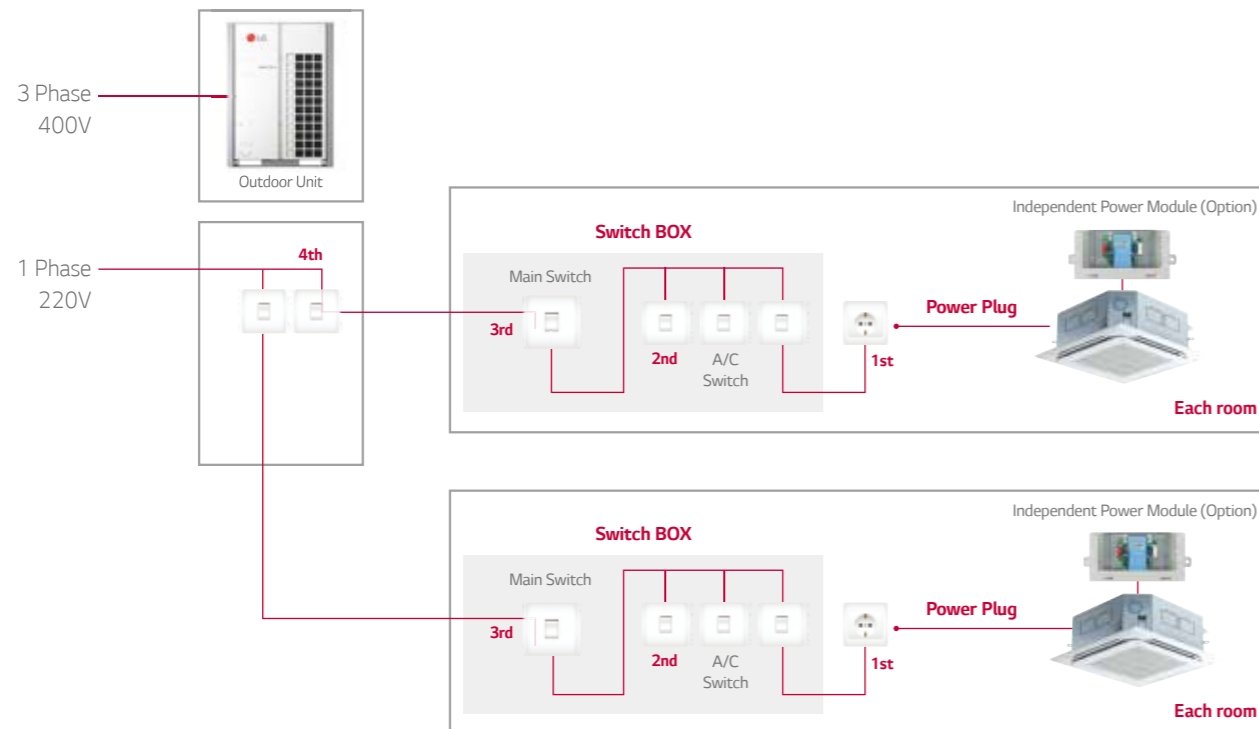 3 Phase
400V
LG
Outdoor Unit
1 Phase
220V
4th
Switch BOX
Main Switch
3rd
2nd
A/C
Switch
1st
Power Plug
Independent Power Module (Option)
Each room
Switch BOX
Main Switch
3rd
2nd
A/C
Switch
1st
Power Plug
Independent Power Module (Option)
Each room